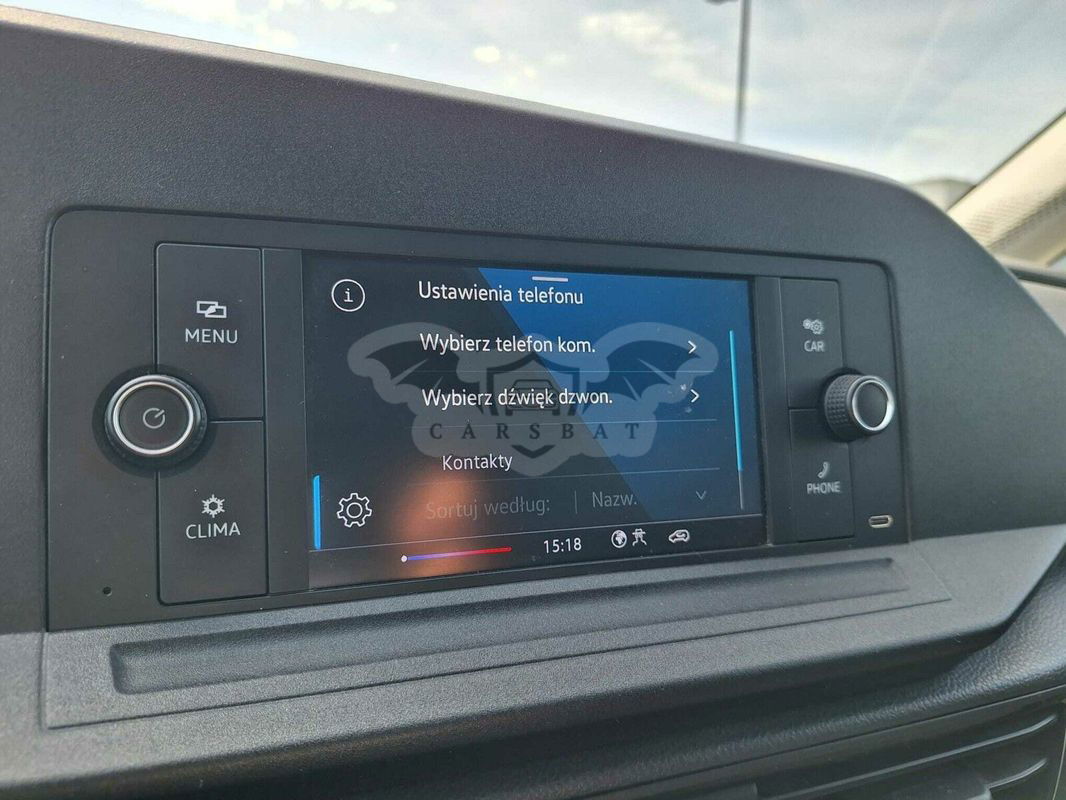 MENU
CLIMA
i
Ustawienia telefonu
Wybierz telefon kom.
Wybierz dźwięk dzwon.
CARSBAT
Kontakty
Sortuj według: Nazw.
15:18
CAR
PHONE